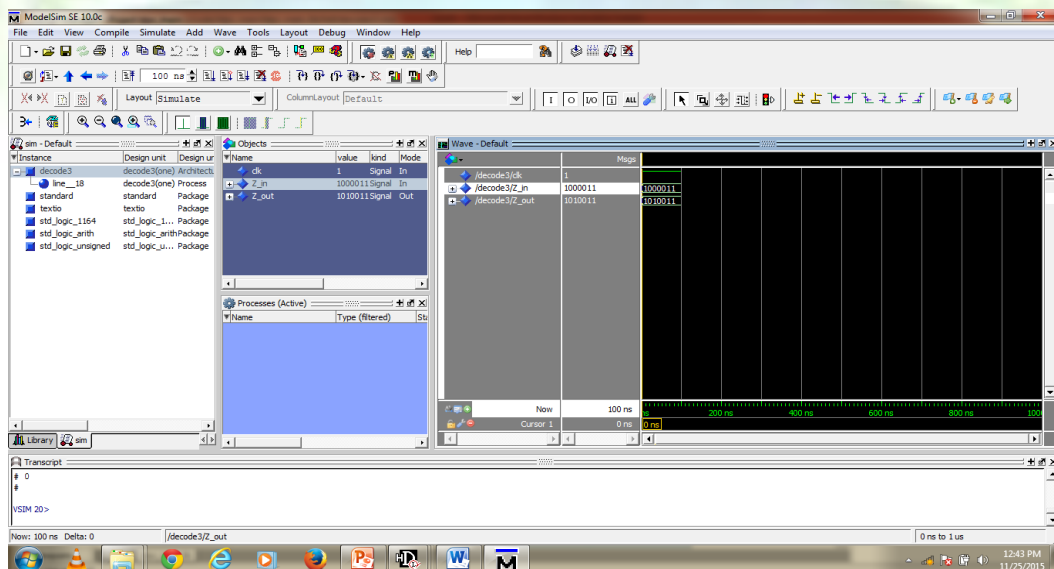 ModelSim SE 10.0c
File Edit View Compile Simulate Add Wave Tools Layout Debug Window Help
Help
100 ns
Layout Simulate
ColumnLayout Default
I O I/O ALL
sim - Default
Instance Design unit Design ur
decode3 decode3(one) Architectu
line__18 decode3(one) Process
standard standard Package
textio textio Package
std_logic_1164 std_logic_1... Package
std_logic_arith std_logic_arith Package
std_logic_unsigned std_logic_u... Package
Library sim
Objects
Name value kind Mode
clk 1 Signal In
Z_in 1000011 Signal In
Z_out 1010011 Signal Out
Processes (Active)
Name Type (filtered) Sta
Wave - Default
Msgs
/decode3/clk 1
/decode3/Z_in 1000011 1000011
/decode3/Z_out 1010011 1010011
Now 100 ns ns 200 ns 400 ns 600 ns 800 ns 100
Cursor 1 0 ns 0 ns
Transcript
# 0
#
VSIM 20>
Now: 100 ns Delta: 0 /decode3/Z_out 0 ns to 1 us
12:43 PM
11/25/2015